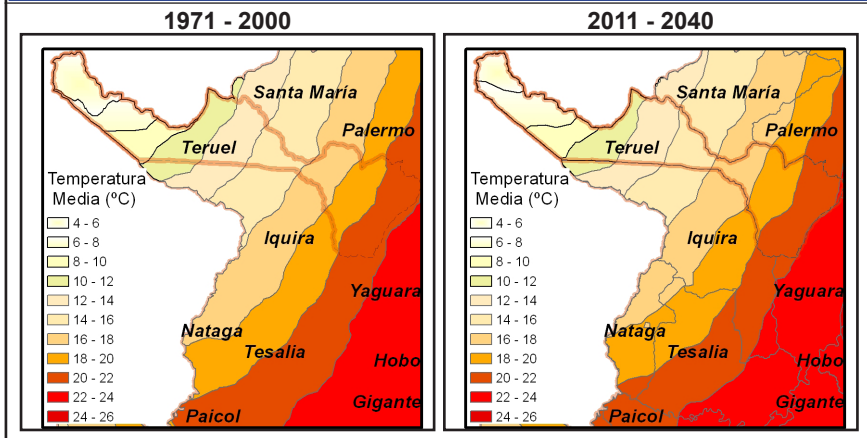 1971 - 2000
Santa María
Palermo
Teruel
Temperatura
Media (ºC)
4 - 6
6 - 8
8 - 10
10 - 12
12 - 14
14 - 16
16 - 18
18 - 20
20 - 22
22 - 24
24 - 26
Iquira
Yaguara
Nataga
Tesalia
Hobo
Gigante
Paicol
2011 - 2040
Santa María
Palermo
Teruel
Temperatura
Media (ºC)
4 - 6
6 - 8
8 - 10
10 - 12
12 - 14
14 - 16
16 - 18
18 - 20
20 - 22
22 - 24
24 - 26
Iquira
Yaguara
Nataga
Tesalia
Hobo
Gigante
Paicol